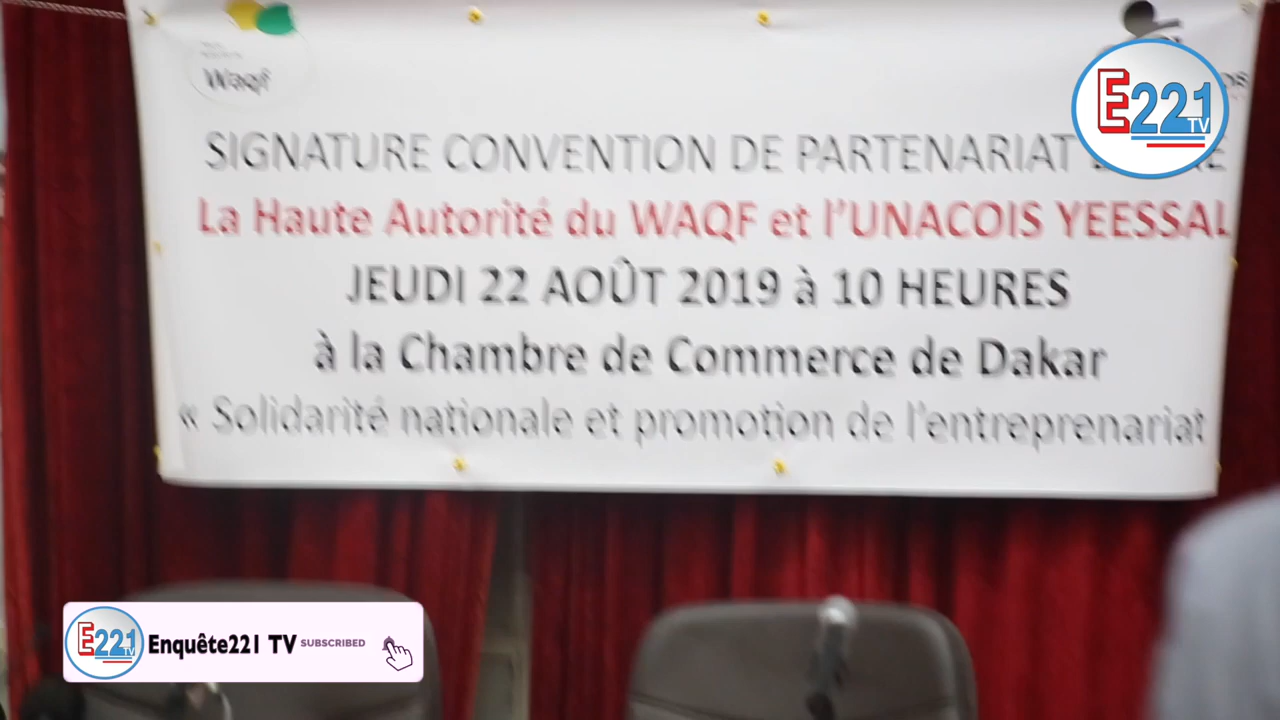 Waqf
E221 TV
SIGNATURE CONVENTION DE PARTENARIAT
La Haute Autorité du WAQF et l'UNACOIS YEESSAL
JEUDI 22 AOÛT 2019 à 10 HEURES
à la Chambre de Commerce de Dakar
« Solidarité nationale et promotion de l'entreprenariat
E221 TV Enquête221 TV SUBSCRIBED